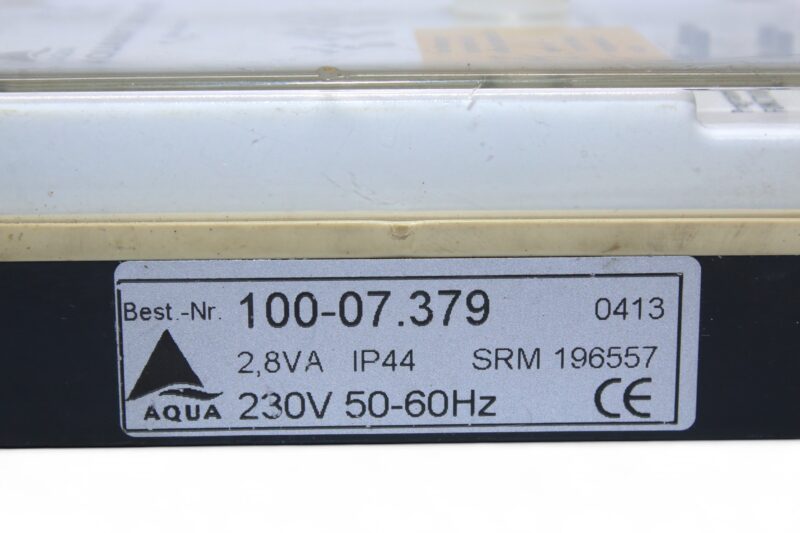 Best.-Nr. 100-07.379 0413
2,8VA IP44 SRM 196557
AQUA 230V 50-60Hz CE